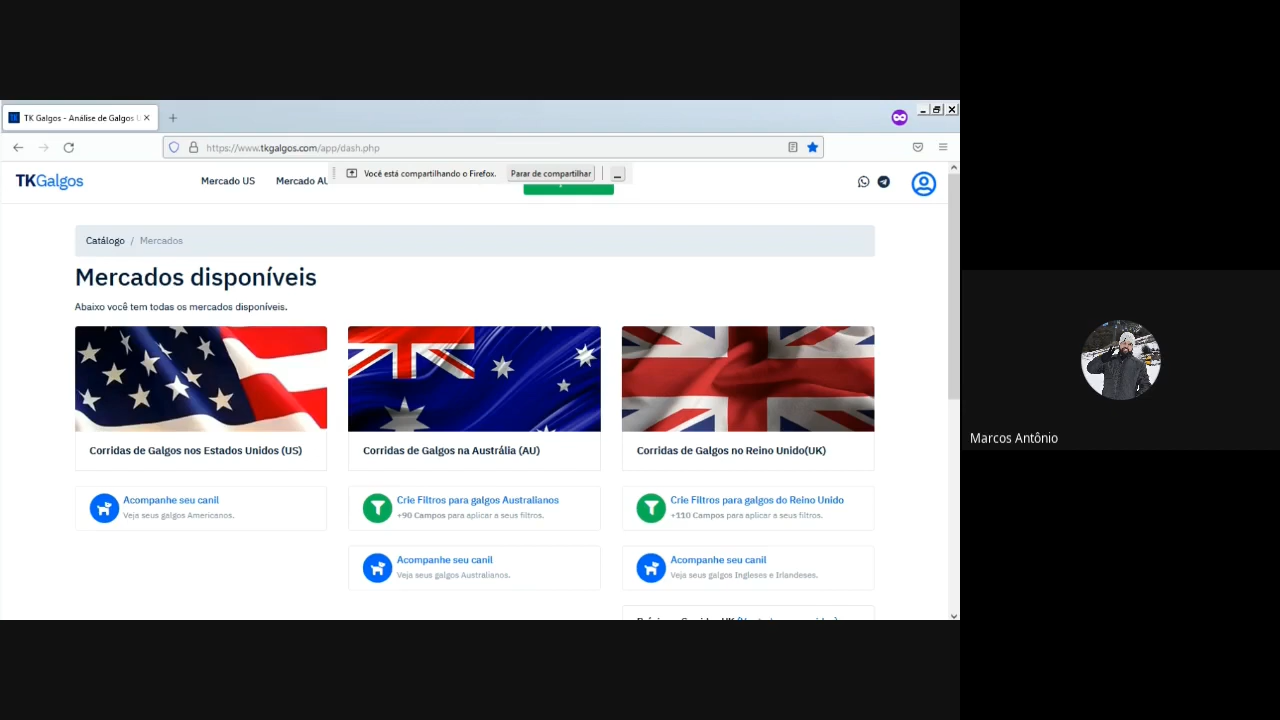 TK Galgos - Análise de Galgos U
https://www.tkgalgos.com/app/dash.php
Você está compartilhando o Firefox.
Parar de compartilhar
TKGalgos
Mercado US
Mercado AU
Catálogo / Mercados
Mercados disponíveis
Abaixo você tem todas os mercados disponíveis.
Corridas de Galgos nos Estados Unidos (US)
Corridas de Galgos na Austrália (AU)
Corridas de Galgos no Reino Unido(UK)
Acompanhe seu canil
Veja seus galgos Americanos.
Crie Filtros para galgos Australianos
+90 Campos para aplicar a seus filtros.
Crie Filtros para galgos do Reino Unido
+110 Campos para aplicar a seus filtros.
Acompanhe seu canil
Veja seus galgos Australianos.
Acompanhe seu canil
Veja seus galgos Ingleses e Irlandeses.
Marcos Antônio